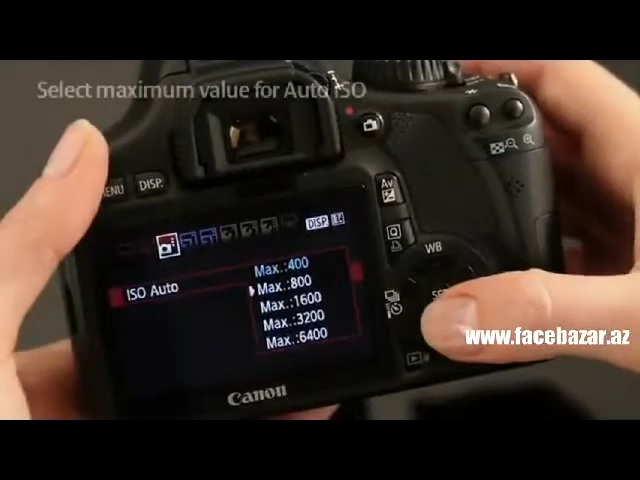 Select maximum value for Auto ISO
MENU
DISP.
Av
Q
WB
DISP
ISO Auto
Max.:400
Max.:800
Max.:1600
Max.:3200
Max.:6400
www.facebazar.az
Canon